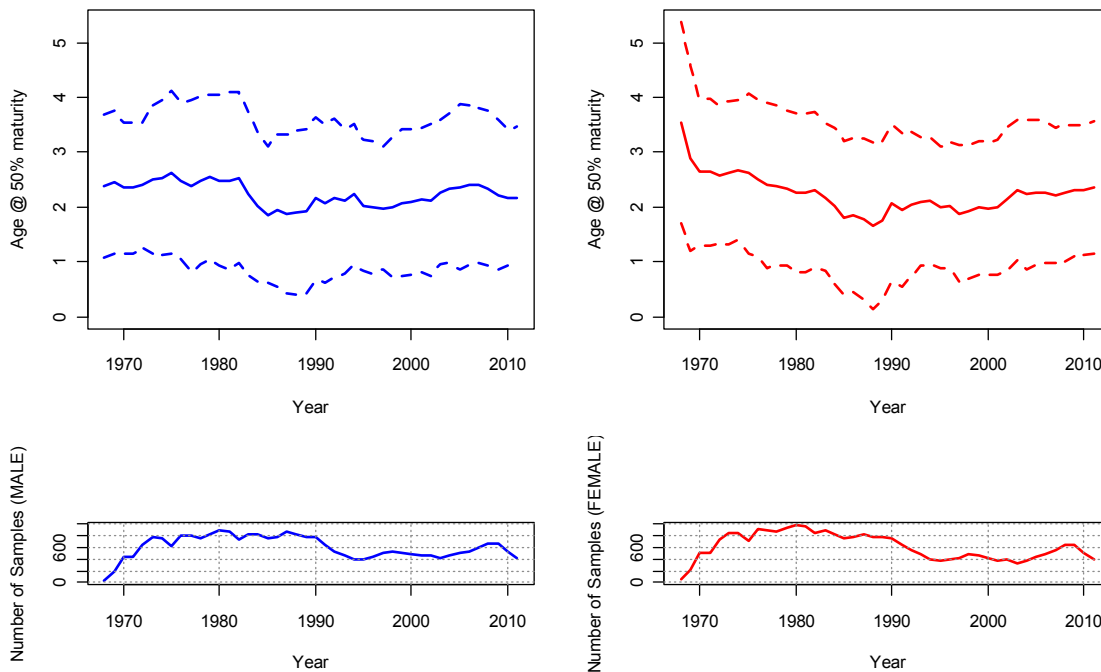 Age @ 50% maturity
5
4
3
2
1
0
1970 1980 1990 2000 2010
Year
Age @ 50% maturity
5
4
3
2
1
0
1970 1980 1990 2000 2010
Year
Number of Samples (MALE)
600
0
1970 1980 1990 2000 2010
Year
Number of Samples (FEMALE)
600
0
1970 1980 1990 2000 2010
Year